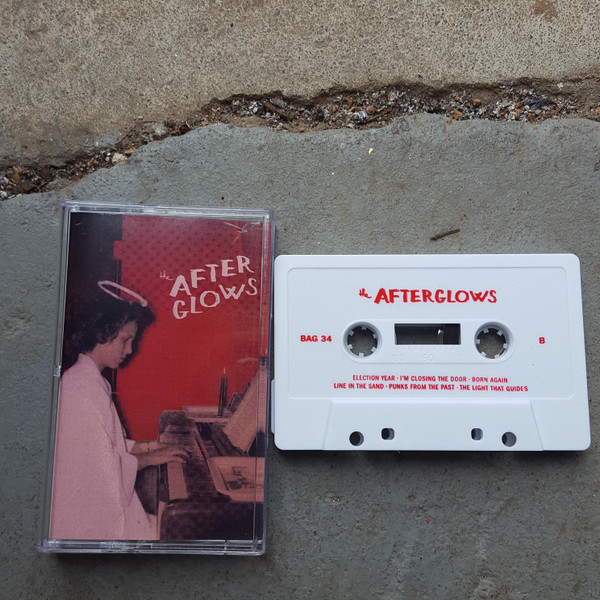 the AFTER
GLOWS
the AFTERGLOWS
BAG 34
B
ELECTION YEAR · I'M CLOSING THE DOOR · BORN AGAIN
LINE IN THE SAND · PUNKS FROM THE PAST · THE LIGHT THAT GUIDES